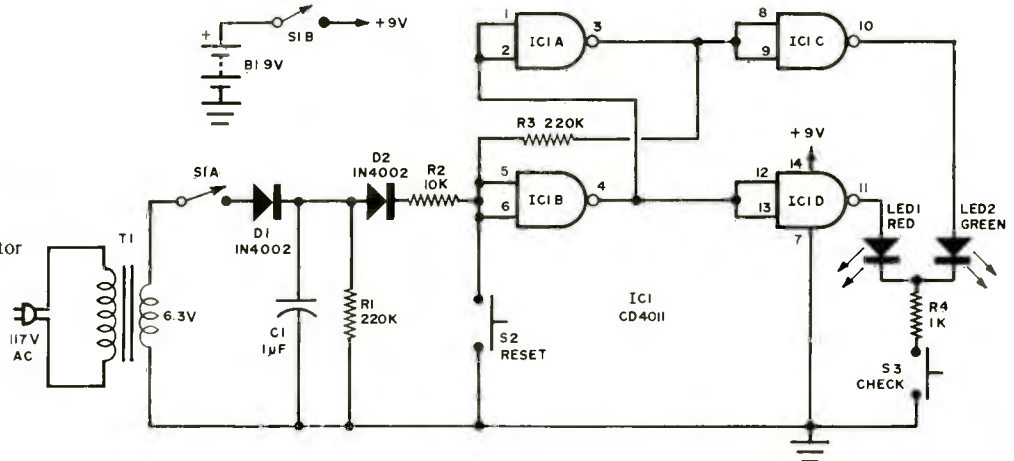 S1B
+9V
+
B1 9V
1
2
IC1A
3
8
9
IC1C
10
R3 220K
+9V
S1A
D2
1N4002
R2
10K
5
6
IC1B
4
12
13
14
IC1D
11
7
LED1
RED
LED2
GREEN
D1
1N4002
tor
T1
6.3V
117V
AC
C1
1µF
R1
220K
S2
RESET
IC1
CD4011
R4
1K
S3
CHECK